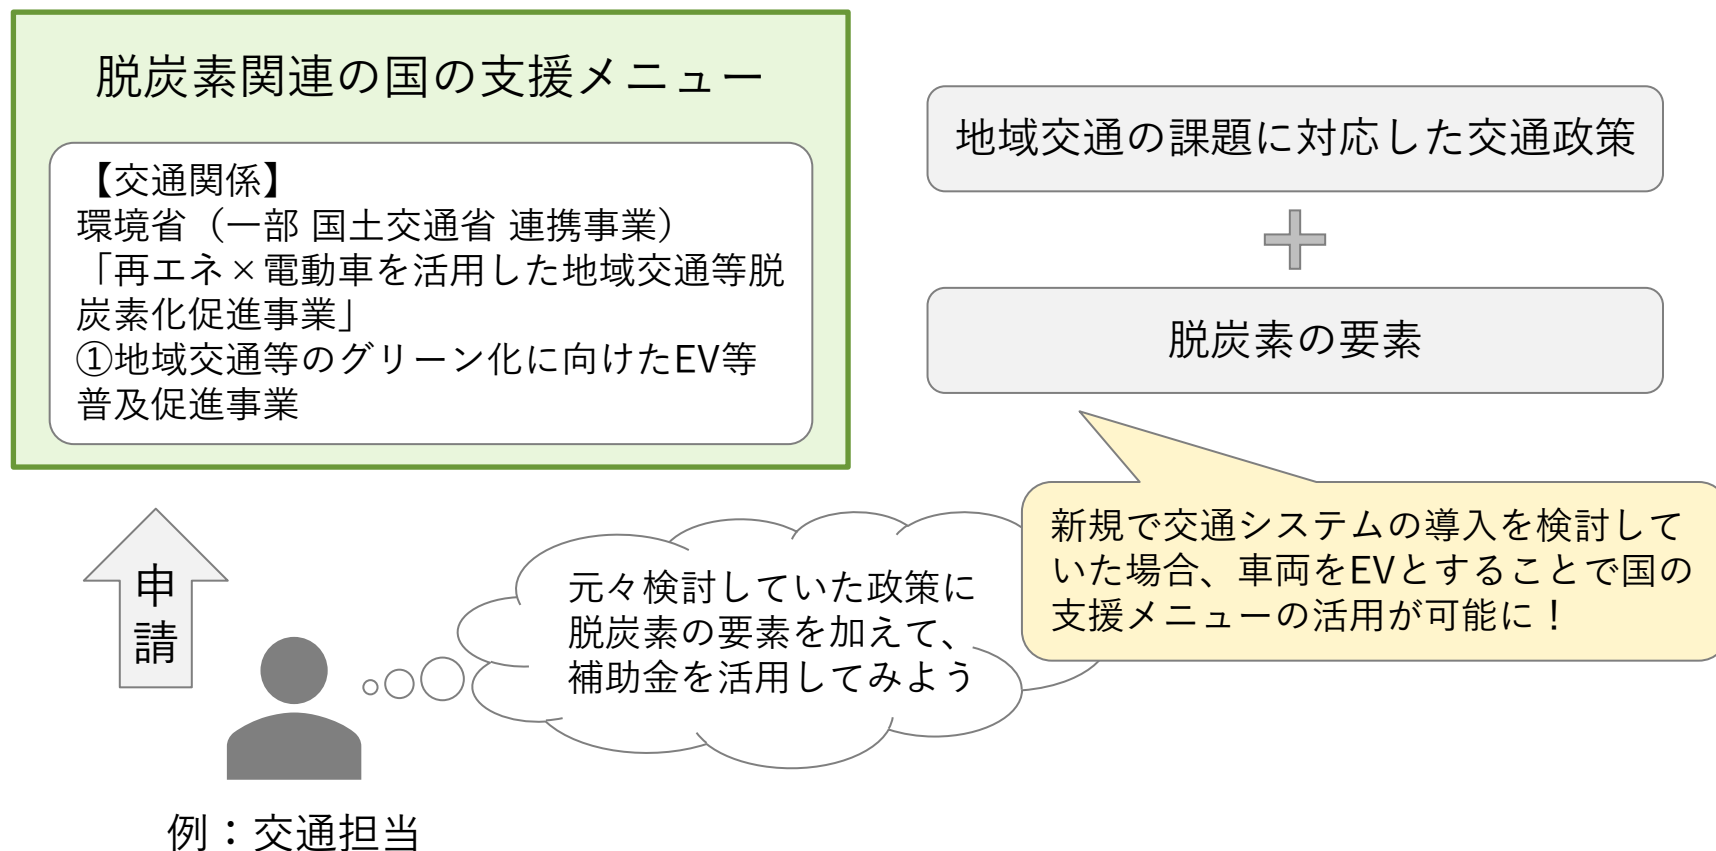 脱炭素関連の国の支援メニュー
【交通関係】
環境省（一部 国土交通省 連携事業）
「再エネ×電動車を活用した地域交通等脱
炭素化促進事業」
①地域交通等のグリーン化に向けたEV等
普及促進事業
地域交通の課題に対応した交通政策
脱炭素の要素
新規で交通システムの導入を検討して
いた場合、車両をEVとすることで国の
支援メニューの活用が可能に！
申
請
元々検討していた政策に
脱炭素の要素を加えて、
補助金を活用してみよう
例：交通担当